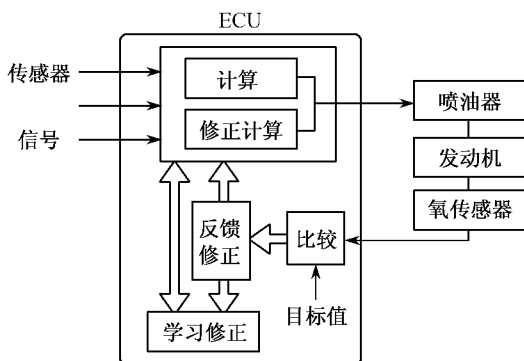 ECU
传感器
信号
计算
修正计算
喷油器
发动机
氧传感器
反馈
修正
比较
目标值
学习修正